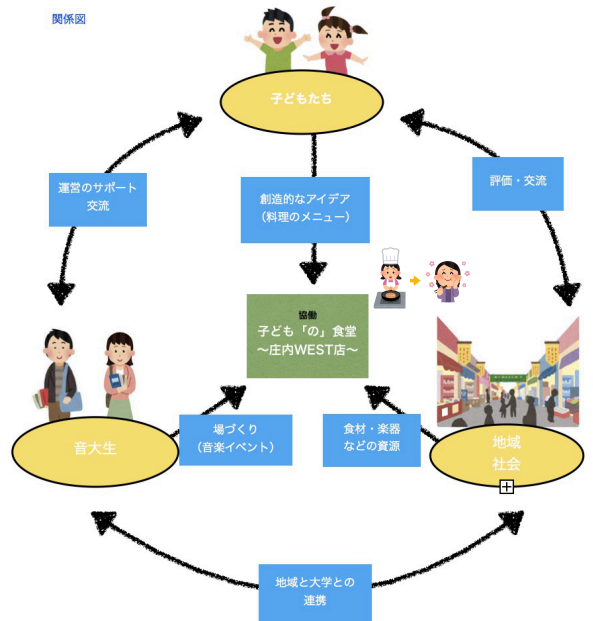 関係図
子どもたち
運営のサポート
交流
創造的なアイデア
(料理のメニュー)
評価・交流
協働
子ども「の」食堂
〜庄内WEST店〜
音大生
場づくり
(音楽イベント)
食材・楽器
などの資源
地域
社会
地域と大学との
連携